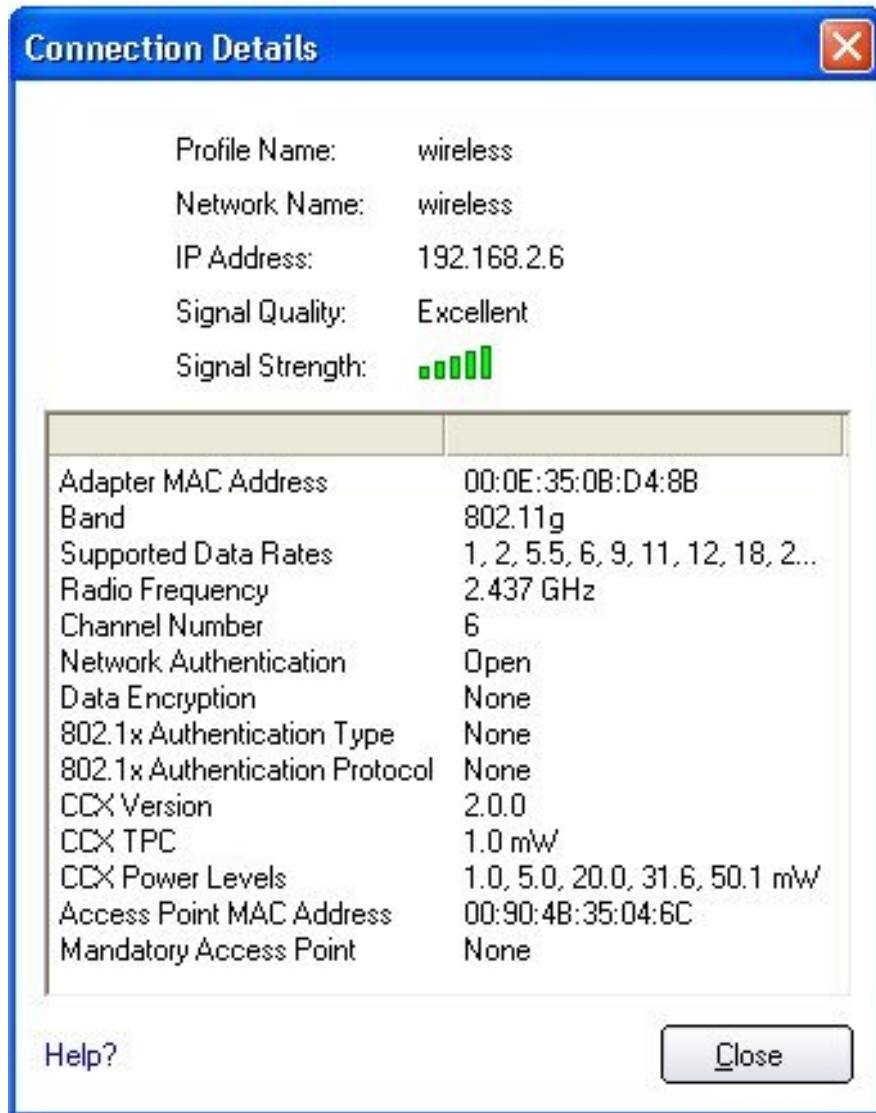 Connection Details
Profile Name: wireless
Network Name: wireless
IP Address: 192.168.2.6
Signal Quality: Excellent
Signal Strength:
Adapter MAC Address 00:0E:35:0B:D4:8B
Band 802.11g
Supported Data Rates 1, 2, 5.5, 6, 9, 11, 12, 18, 2...
Radio Frequency 2.437 GHz
Channel Number 6
Network Authentication Open
Data Encryption None
802.1x Authentication Type None
802.1x Authentication Protocol None
CCX Version 2.0.0
CCX TPC 1.0 mW
CCX Power Levels 1.0, 5.0, 20.0, 31.6, 50.1 mW
Access Point MAC Address 00:90:4B:35:04:6C
Mandatory Access Point None
Help? Close